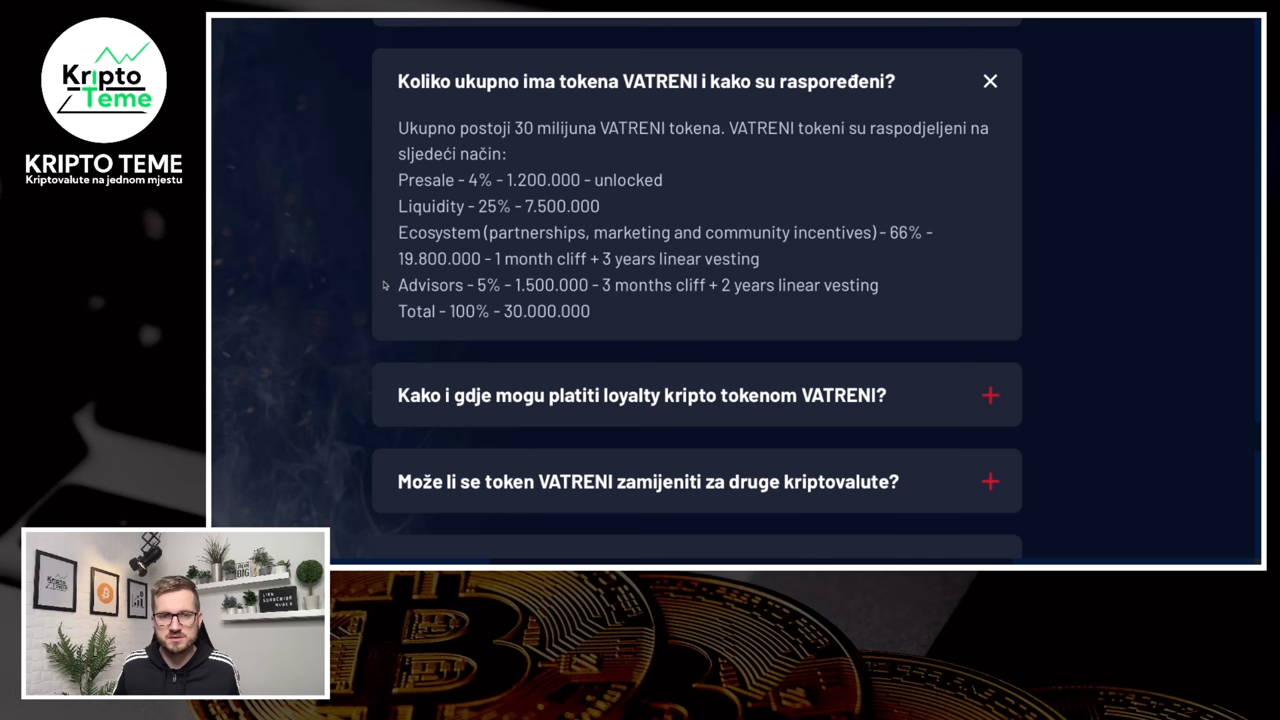 Kripto
Teme
KRIPTO TEME
Kriptovalute na jednom mjestu
Koliko ukupno ima tokena VATRENI i kako su raspoređeni?
Ukupno postoji 30 milijuna VATRENI tokena. VATRENI tokeni su raspodjeljeni na
sljedeći način:
Presale - 4% - 1.200.000 - unlocked
Liquidity - 25% - 7.500.000
Ecosystem (partnerships, marketing and community incentives) - 66% -
19.800.000 - 1 month cliff + 3 years linear vesting
Advisors - 5% - 1.500.000 - 3 months cliff + 2 years linear vesting
Total - 100% - 30.000.000
Kako i gdje mogu platiti loyalty kripto tokenom VATRENI?
Može li se token VATRENI zamijeniti za druge kriptovalute?
BIG